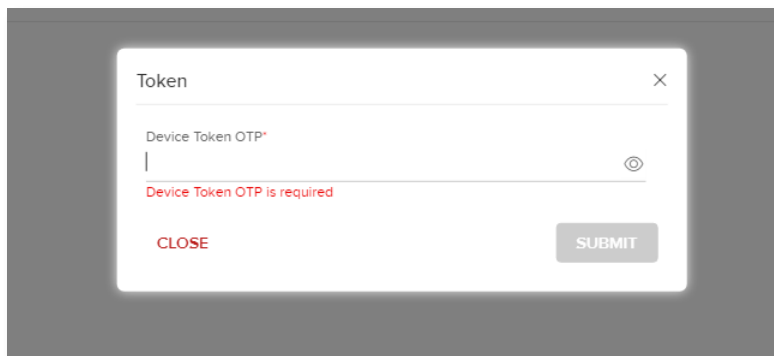 Token
Device Token OTP*
Device Token OTP is required
CLOSE
SUBMIT